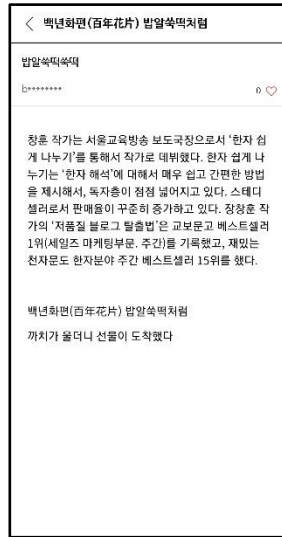 백년화편(百年花片) 밥알쑥떡처럼
밥알쑥떡쑥떡
b********
0
창훈 작가는 서울교육방송 보도국장으로서 ‘한자 쉽
게 나누기’를 통해서 작가로 데뷔했다. 한자 쉽게 나
누기는 ‘한자 해석’에 대해서 매우 쉽고 간편한 방법
을 제시해서, 독자층이 점점 넓어지고 있다. 스테디
셀러로서 판매율이 꾸준히 증가하고 있다. 장창훈 작
가의 ‘저품질 블로그 탈출법’은 교보문고 베스트셀러
1위(세일즈 마케팅부문. 주간)를 기록했고, 재밌는
천자문도 한자분야 주간 베스트셀러 15위를 했다.
백년화편(百年花片) 밥알쑥떡처럼
까치가 울더니 선물이 도착했다